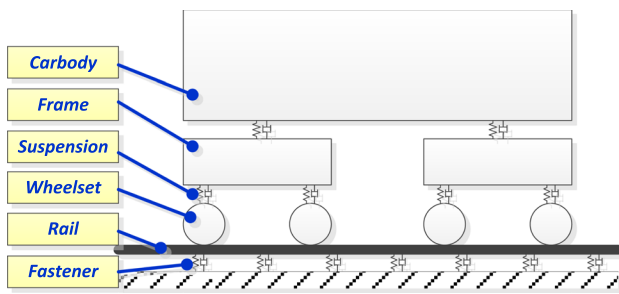 Carbody
Frame
Suspension
Wheelset
Rail
Fastener